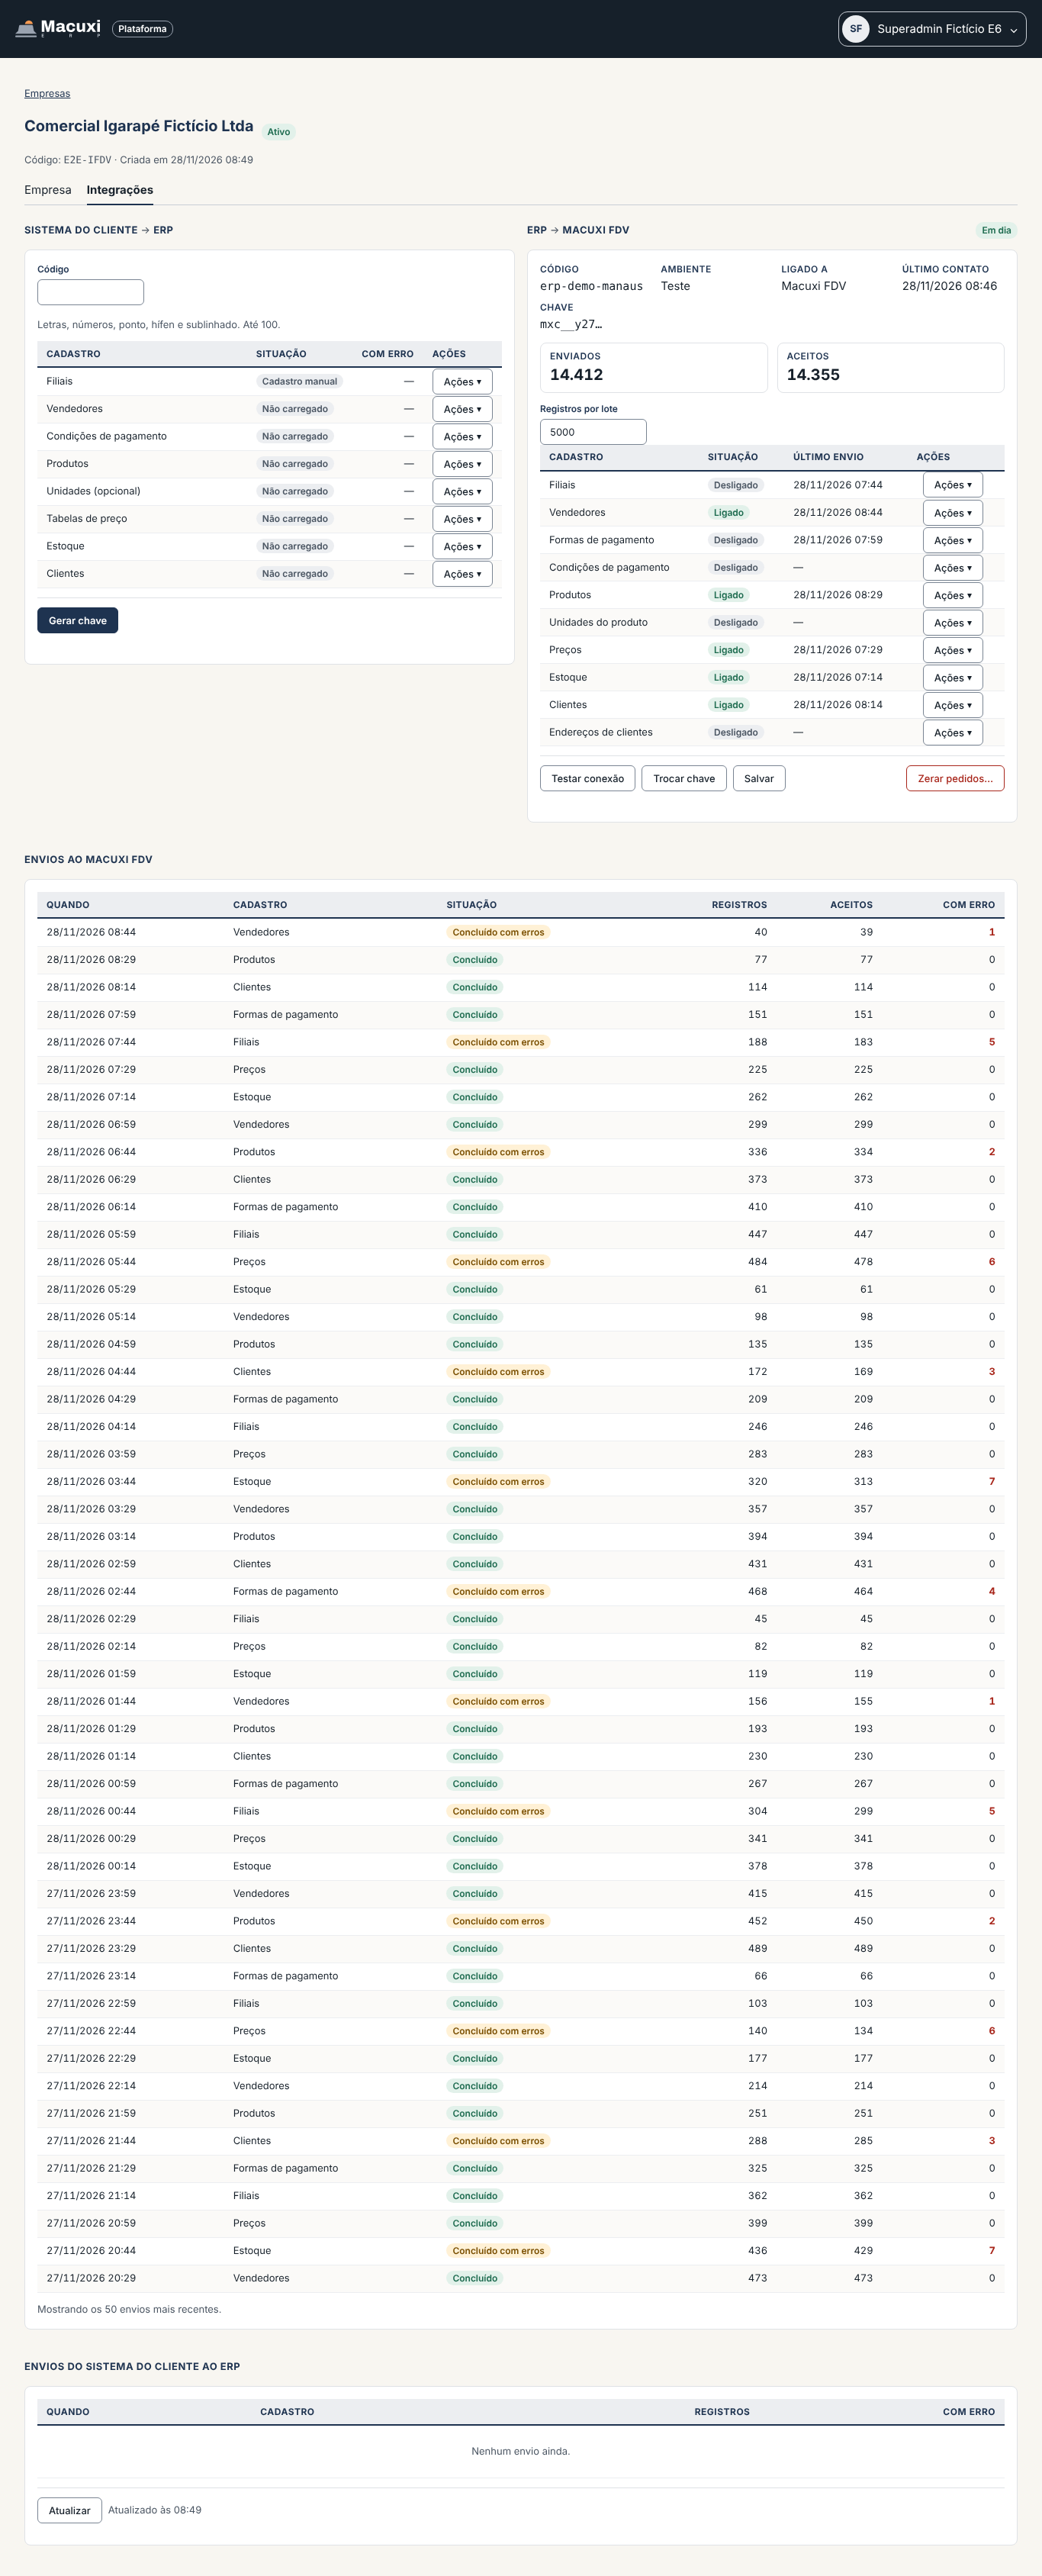 Macuxi Plataforma SF Superadmin Fictício E6
Empresas
Comercial Igarapé Fictício Ltda Ativo
Código: E2E-IFDV · Criada em 28/11/2026 08:49
Empresa Integrações
SISTEMA DO CLIENTE → ERP
Código
Letras, números, ponto, hífen e sublinhado. Até 100.
CADASTRO SITUAÇÃO COM ERRO AÇÕES
Filiais Cadastro manual — Ações ▾
Vendedores Não carregado — Ações ▾
Condições de pagamento Não carregado — Ações ▾
Produtos Não carregado — Ações ▾
Unidades (opcional) Não carregado — Ações ▾
Tabelas de preço Não carregado — Ações ▾
Estoque Não carregado — Ações ▾
Clientes Não carregado — Ações ▾
Gerar chave
ERP → MACUXI FDV Em dia
CÓDIGO AMBIENTE LIGADO A ÚLTIMO CONTATO
erp-demo-manaus Teste Macuxi FDV 28/11/2026 08:46
CHAVE
mxc__y27…
ENVIADOS ACEITOS
14.412 14.355
Registros por lote
5000
CADASTRO SITUAÇÃO ÚLTIMO ENVIO AÇÕES
Filiais Desligado 28/11/2026 07:44 Ações ▾
Vendedores Ligado 28/11/2026 08:44 Ações ▾
Formas de pagamento Desligado 28/11/2026 07:59 Ações ▾
Condições de pagamento Desligado — Ações ▾
Produtos Ligado 28/11/2026 08:29 Ações ▾
Unidades do produto Desligado — Ações ▾
Preços Ligado 28/11/2026 07:29 Ações ▾
Estoque Ligado 28/11/2026 07:14 Ações ▾
Clientes Ligado 28/11/2026 08:14 Ações ▾
Endereços de clientes Desligado — Ações ▾
Testar conexão Trocar chave Salvar Zerar pedidos...
ENVIOS AO MACUXI FDV
QUANDO CADASTRO SITUAÇÃO REGISTROS ACEITOS COM ERRO
28/11/2026 08:44 Vendedores Concluído com erros 40 39 1
28/11/2026 08:29 Produtos Concluído 77 77 0
28/11/2026 08:14 Clientes Concluído 114 114 0
28/11/2026 07:59 Formas de pagamento Concluído 151 151 0
28/11/2026 07:44 Filiais Concluído com erros 188 183 5
28/11/2026 07:29 Preços Concluído 225 225 0
28/11/2026 07:14 Estoque Concluído 262 262 0
28/11/2026 06:59 Vendedores Concluído 299 299 0
28/11/2026 06:44 Produtos Concluído com erros 336 334 2
28/11/2026 06:29 Clientes Concluído 373 373 0
28/11/2026 06:14 Formas de pagamento Concluído 410 410 0
28/11/2026 05:59 Filiais Concluído 447 447 0
28/11/2026 05:44 Preços Concluído com erros 484 478 6
28/11/2026 05:29 Estoque Concluído 61 61 0
28/11/2026 05:14 Vendedores Concluído 98 98 0
28/11/2026 04:59 Produtos Concluído 135 135 0
28/11/2026 04:44 Clientes Concluído com erros 172 169 3
28/11/2026 04:29 Formas de pagamento Concluído 209 209 0
28/11/2026 04:14 Filiais Concluído 246 246 0
28/11/2026 03:59 Preços Concluído 283 283 0
28/11/2026 03:44 Estoque Concluído com erros 320 313 7
28/11/2026 03:29 Vendedores Concluído 357 357 0
28/11/2026 03:14 Produtos Concluído 394 394 0
28/11/2026 02:59 Clientes Concluído 431 431 0
28/11/2026 02:44 Formas de pagamento Concluído com erros 468 464 4
28/11/2026 02:29 Filiais Concluído 45 45 0
28/11/2026 02:14 Preços Concluído 82 82 0
28/11/2026 01:59 Estoque Concluído 119 119 0
28/11/2026 01:44 Vendedores Concluído com erros 156 155 1
28/11/2026 01:29 Produtos Concluído 193 193 0
28/11/2026 01:14 Clientes Concluído 230 230 0
28/11/2026 00:59 Formas de pagamento Concluído 267 267 0
28/11/2026 00:44 Filiais Concluído com erros 304 299 5
28/11/2026 00:29 Preços Concluído 341 341 0
28/11/2026 00:14 Estoque Concluído 378 378 0
27/11/2026 23:59 Vendedores Concluído 415 415 0
27/11/2026 23:44 Produtos Concluído com erros 452 450 2
27/11/2026 23:29 Clientes Concluído 489 489 0
27/11/2026 23:14 Formas de pagamento Concluído 66 66 0
27/11/2026 22:59 Filiais Concluído 103 103 0
27/11/2026 22:44 Preços Concluído com erros 140 134 6
27/11/2026 22:29 Estoque Concluído 177 177 0
27/11/2026 22:14 Vendedores Concluído 214 214 0
27/11/2026 21:59 Produtos Concluído 251 251 0
27/11/2026 21:44 Clientes Concluído com erros 288 285 3
27/11/2026 21:29 Formas de pagamento Concluído 325 325 0
27/11/2026 21:14 Filiais Concluído 362 362 0
27/11/2026 20:59 Preços Concluído 399 399 0
27/11/2026 20:44 Estoque Concluído com erros 436 429 7
27/11/2026 20:29 Vendedores Concluído 473 473 0
Mostrando os 50 envios mais recentes.
ENVIOS DO SISTEMA DO CLIENTE AO ERP
QUANDO CADASTRO REGISTROS COM ERRO
Nenhum envio ainda.
Atualizar Atualizado às 08:49